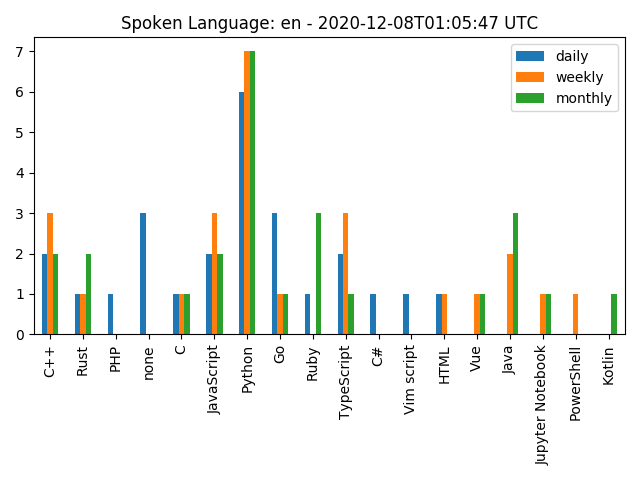 Spoken Language: en - 2020-12-08T01:05:47 UTC
daily
weekly
monthly
7
6
5
4
3
2
1
0
C++
Rust
PHP
none
C
JavaScript
Python
Go
Ruby
TypeScript
C#
Vim script
HTML
Vue
Java
Jupyter Notebook
PowerShell
Kotlin